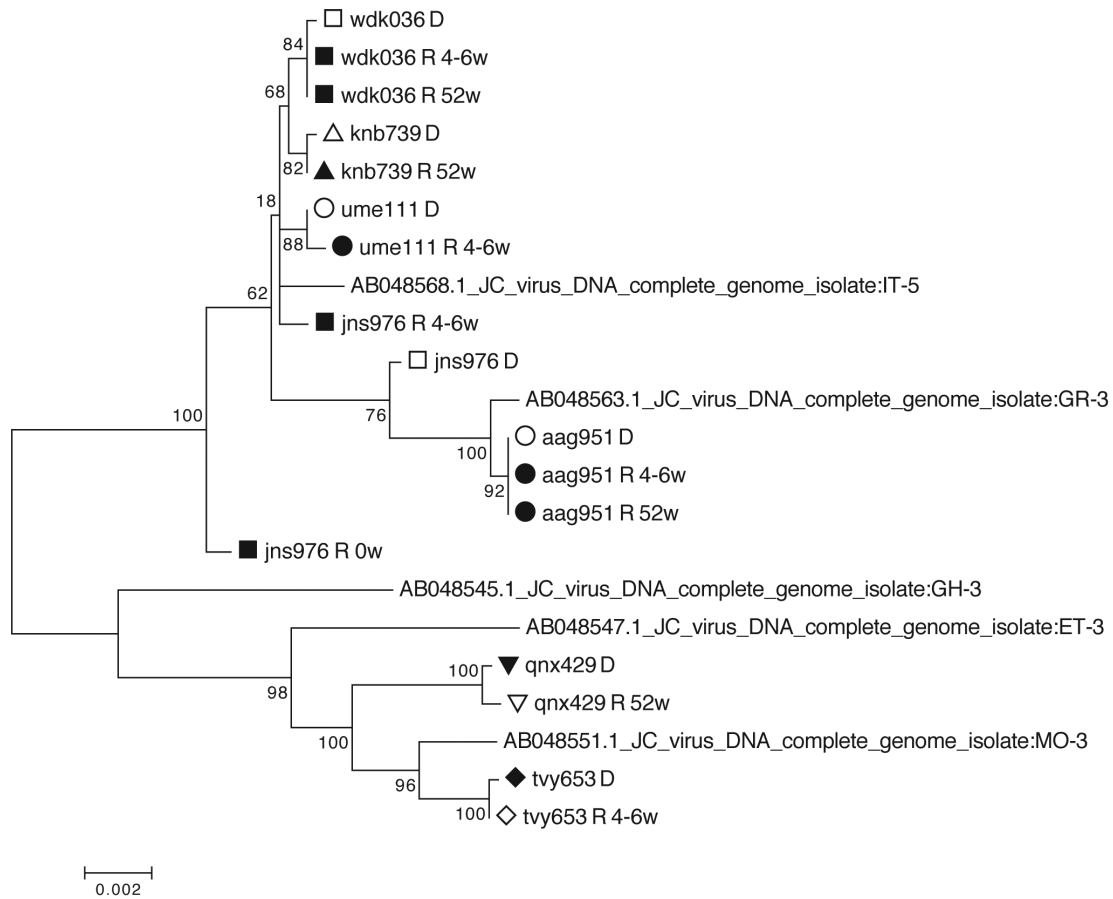 wdk036 D
84
wdk036 R 4-6w
68
wdk036 R 52w
knb739 D
82
knb739 R 52w
18
ume111 D
88
ume111 R 4-6w
62
AB048568.1_JC_virus_DNA_complete_genome_isolate:IT-5
jns976 R 4-6w
jns976 D
76
AB048563.1_JC_virus_DNA_complete_genome_isolate:GR-3
100
aag951 D
100
aag951 R 4-6w
92
aag951 R 52w
jns976 R 0w
AB048545.1_JC_virus_DNA_complete_genome_isolate:GH-3
AB048547.1_JC_virus_DNA_complete_genome_isolate:ET-3
100
qnx429 D
98
qnx429 R 52w
100
AB048551.1_JC_virus_DNA_complete_genome_isolate:MO-3
96
tvy653 D
100
tvy653 R 4-6w
0.002